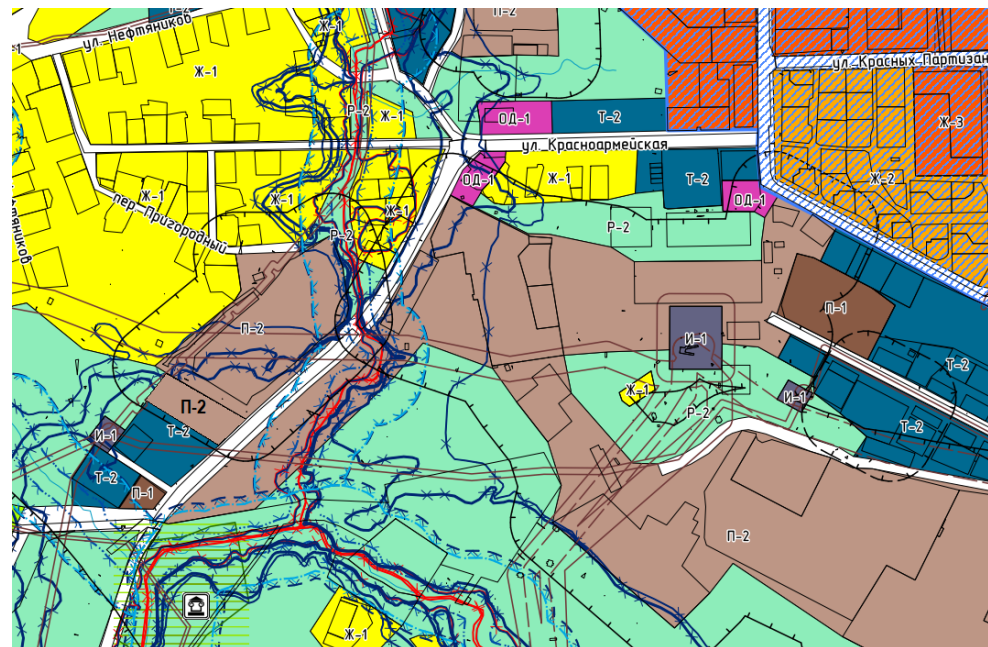 Т-2
П-2
ул. Нефтяников
Ж-1
ул. Красных Партизан
Ж-1
Р-2
Ж-1
ОД-1
Т-2
Ж-3
ул. Красноармейская
Ж-2
Ж-1
Ж-1
ОД-1
Ж-1
Т-2
ОД-1
пер. Пригородный
Ж-1
Р-2
Р-2
П-1
П-2
И-1
Т-2
Ж-1
И-1
П-2
Р-2
Т-2
И-1
Т-2
Т-2
П-1
П-2
Ж-1